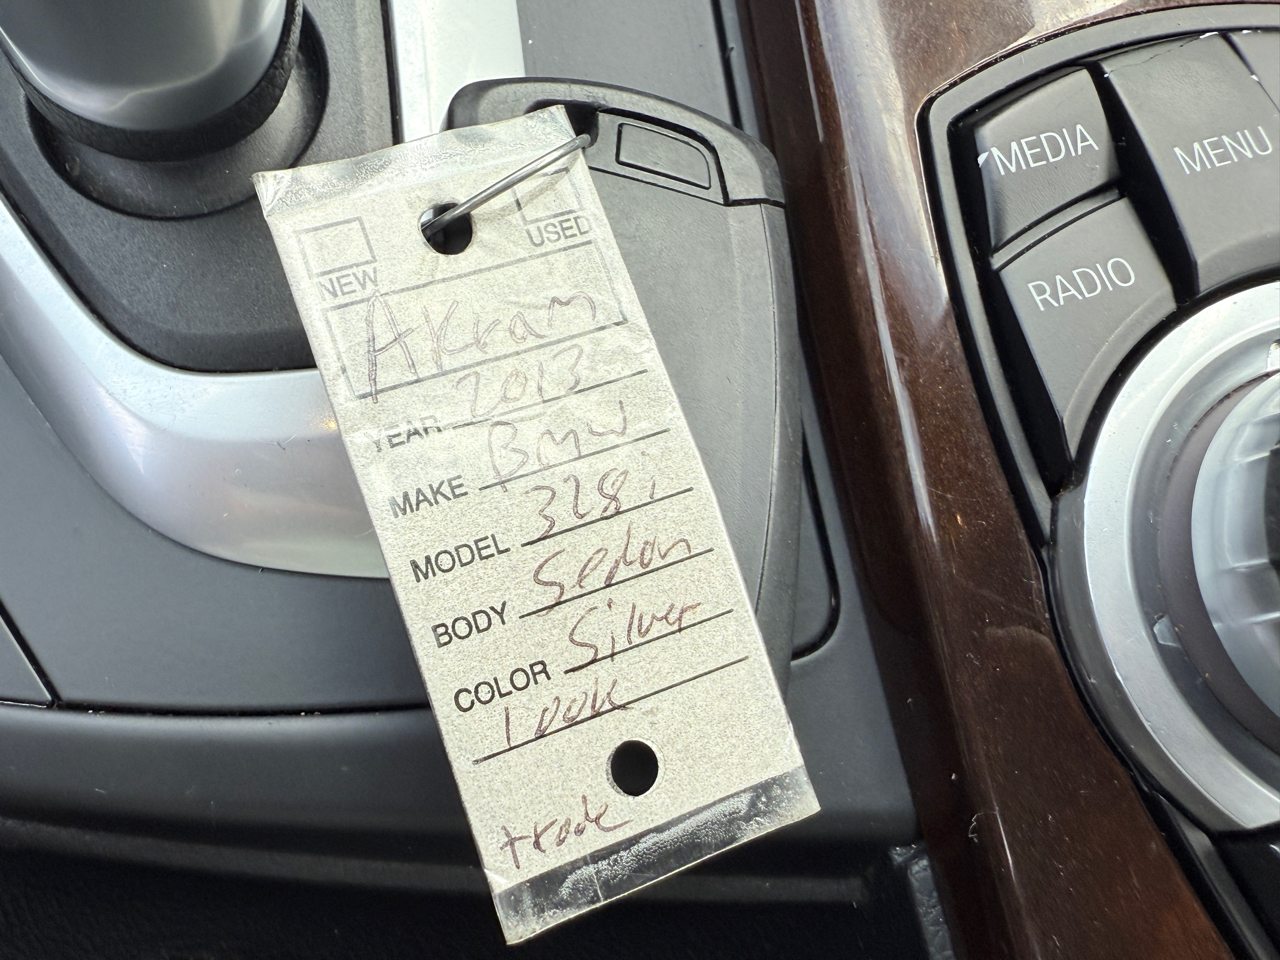 NEW USED
AKram
YEAR 2013
MAKE BMW
MODEL 328i
BODY Sedan
COLOR Silver
100K
trade
MEDIA
MENU
RADIO